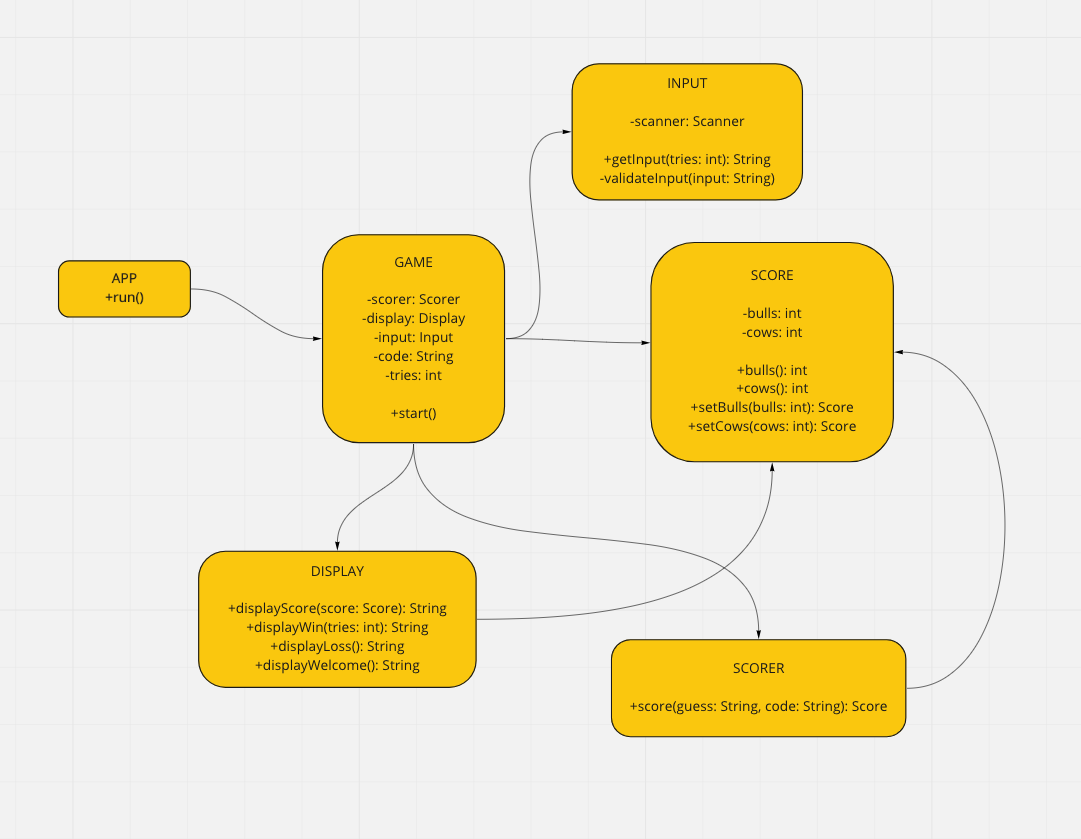 INPUT
-scanner: Scanner
+getInput(tries: int): String
-validateInput(input: String)
APP
+run()
GAME
-scorer: Scorer
-display: Display
-input: Input
-code: String
-tries: int
+start()
SCORE
-bulls: int
-cows: int
+bulls(): int
+cows(): int
+setBulls(bulls: int): Score
+setCows(cows: int): Score
DISPLAY
+displayScore(score: Score): String
+displayWin(tries: int): String
+displayLoss(): String
+displayWelcome(): String
SCORER
+score(guess: String, code: String): Score